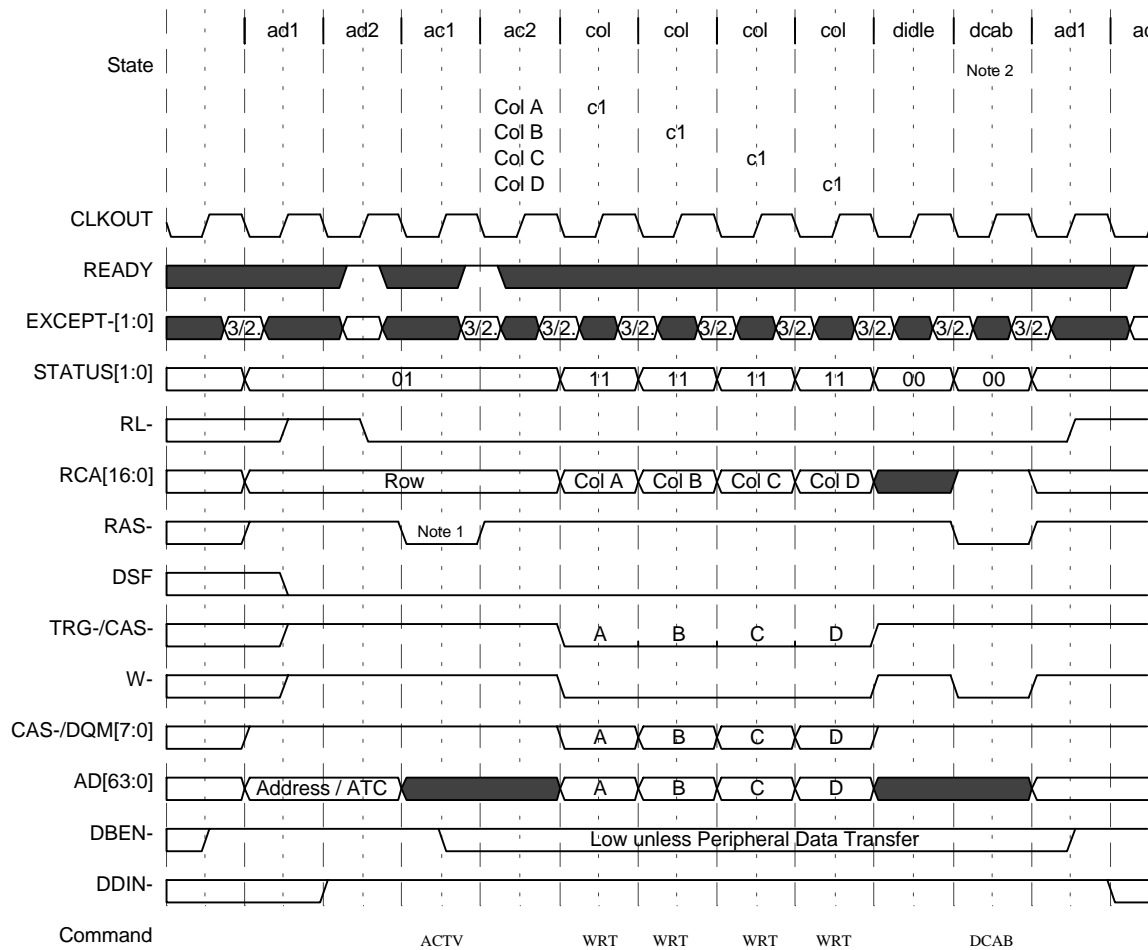 ad1 ad2 ac1 ac2 col col col col didle dcab ad1 ac
State Note 2
Col A c1
Col B c1
Col C c1
Col D c1
CLKOUT
READY
EXCEPT-[1:0] 3/2. 3/2. 3/2. 3/2. 3/2. 3/2. 3/2. 3/2. 3/2.
STATUS[1:0] 01 11 11 11 11 00 00
RL-
RCA[16:0] Row Col A Col B Col C Col D
RAS- Note 1
DSF
TRG-/CAS- A B C D
W-
CAS-/DQM[7:0] A B C D
AD[63:0] Address / ATC A B C D
DBEN- Low unless Peripheral Data Transfer
DDIN-
Command ACTV WRT WRT WRT WRT DCAB